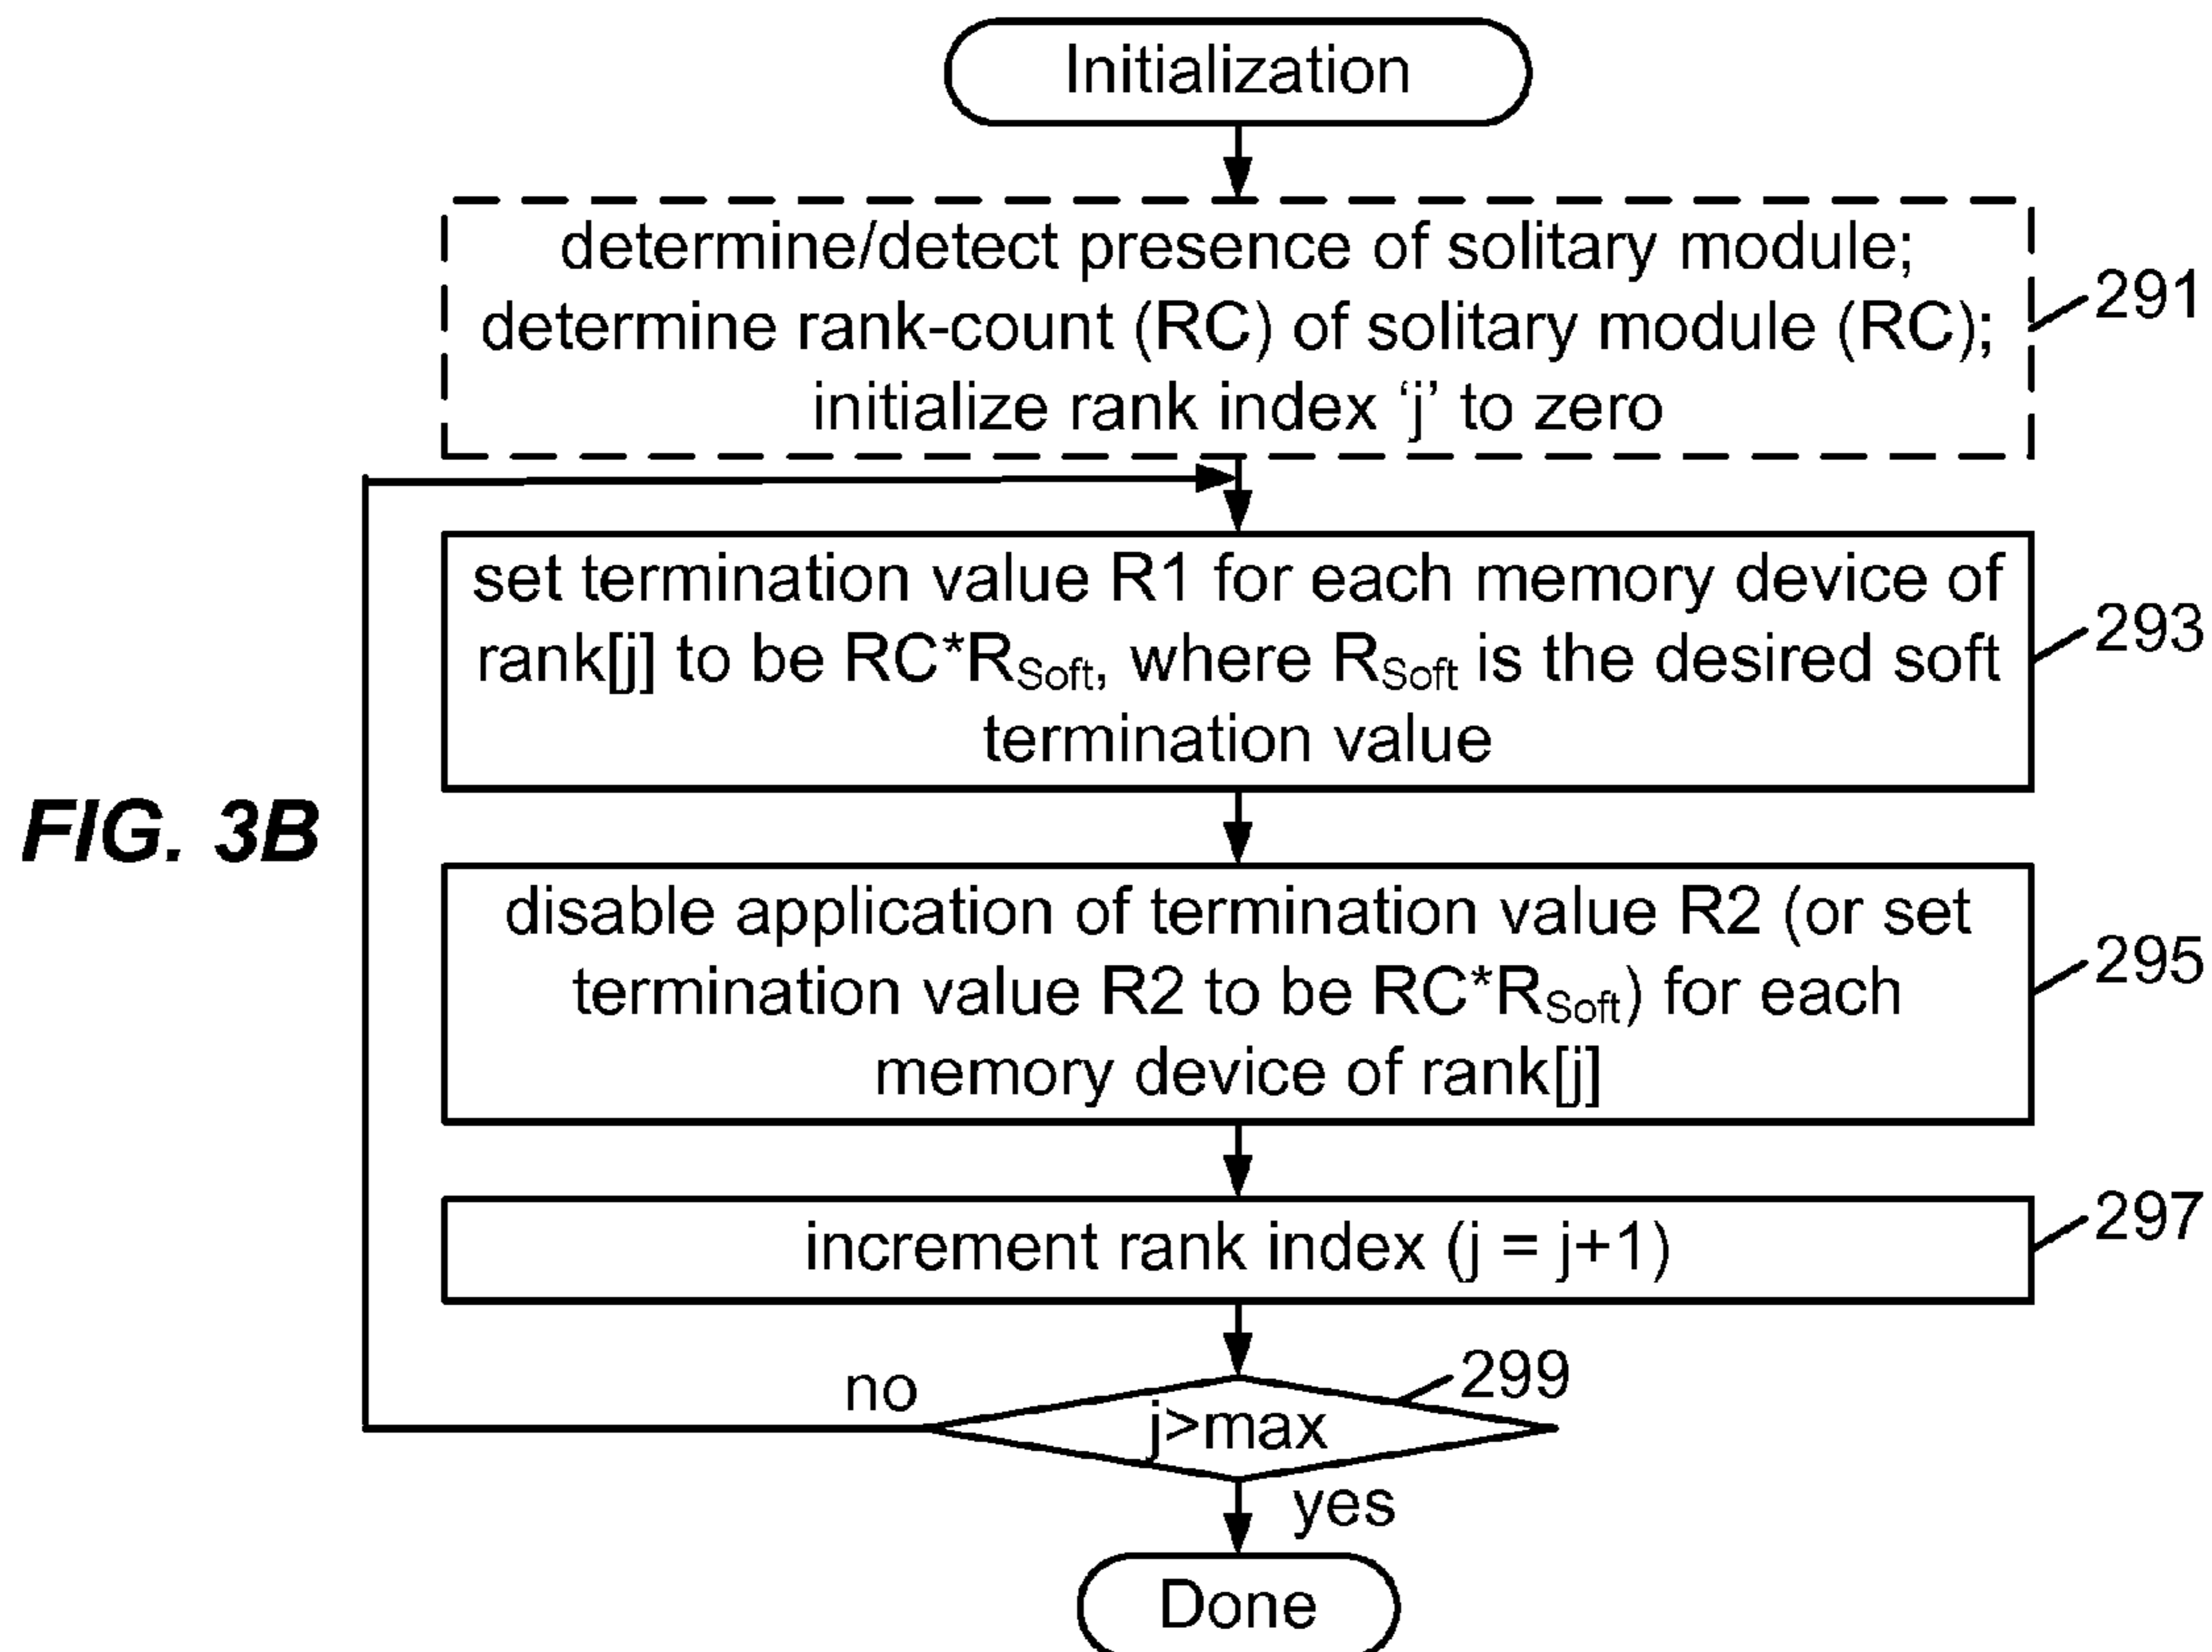 Initialization
determine/detect presence of solitary module;
determine rank-count (RC) of solitary module (RC);
initialize rank index ‘j’ to zero
291
set termination value R1 for each memory device of
rank[j] to be RC*RSoft, where RSoft is the desired soft
termination value
293
FIG. 3B
disable application of termination value R2 (or set
termination value R2 to be RC*RSoft) for each
memory device of rank[j]
295
increment rank index (j = j+1)
297
299
no
j>max
yes
Done